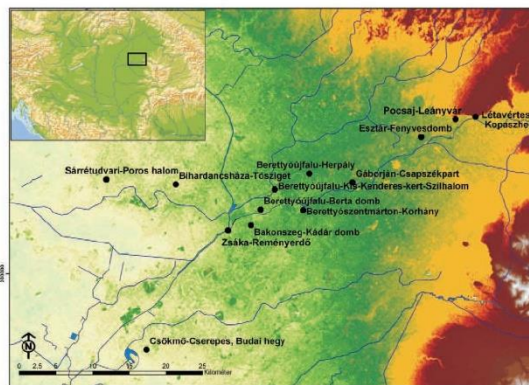 Pocsaj-Leányvár
Létavértes
Kopaszhe
Esztár-Fenyvesdomb
Berettyóújfalu-Herpály
Gáborján-Csapszékpart
Sárrétudvari-Poros halom
Bihardancsháza-Tösziget
Berettyóújfalu-Kis-Kenderes-kert-Szilhalom
Berettyóújfalu-Berta domb
Berettyószentmárton-Korhány
Bakonszeg-Kádár domb
Zsáka-Reményerdő
Csökmő-Cserepes, Budai hegy
N
0 2,5 5 10 15 20 25
Kilométer